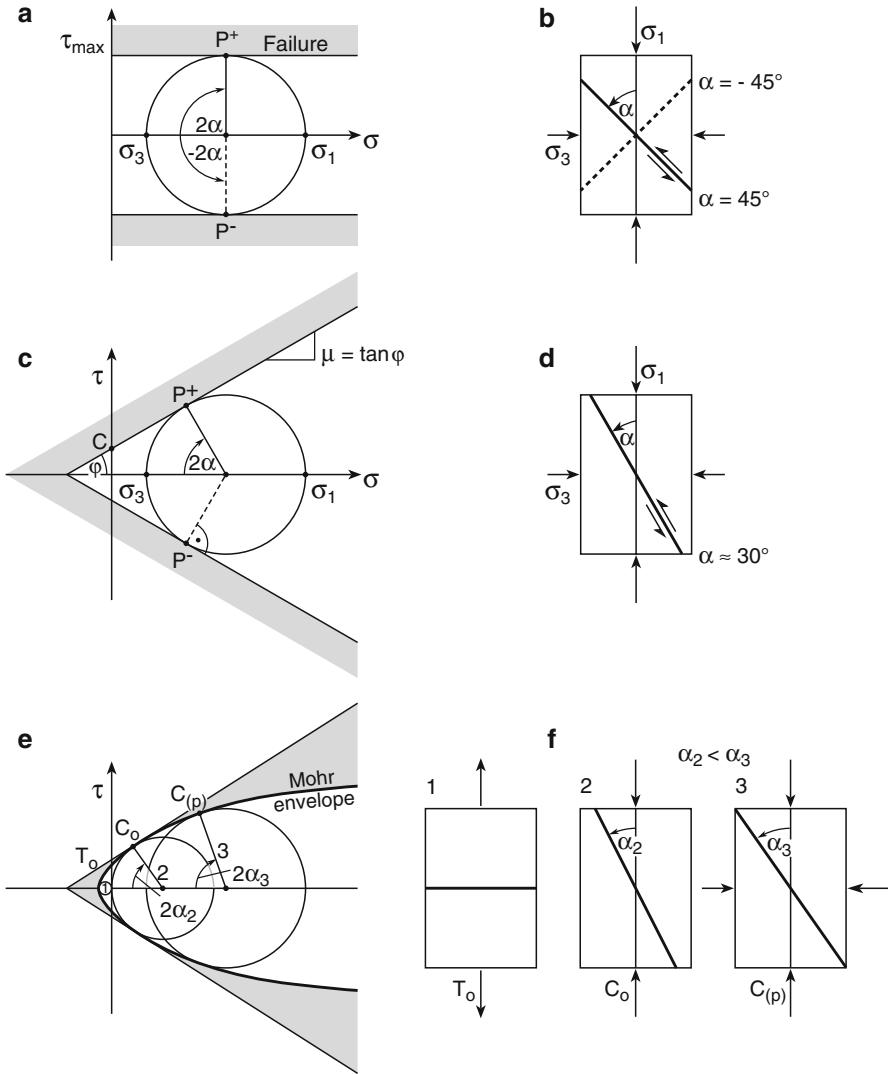 a
τmax
P+
Failure
2α
-2α
σ3
σ1
σ
P-
b
σ1
α = - 45°
α
σ3
α = 45°
c
τ
μ = tanφ
P+
C
φ
2α
σ3
σ1
σ
P-
d
σ1
α
σ3
α ≈ 30°
e
τ
Mohr
envelope
C(p)
Co
To
1
2
3
2α3
2α2
f
α2 < α3
1
2
3
α2
α3
To
Co
C(p)